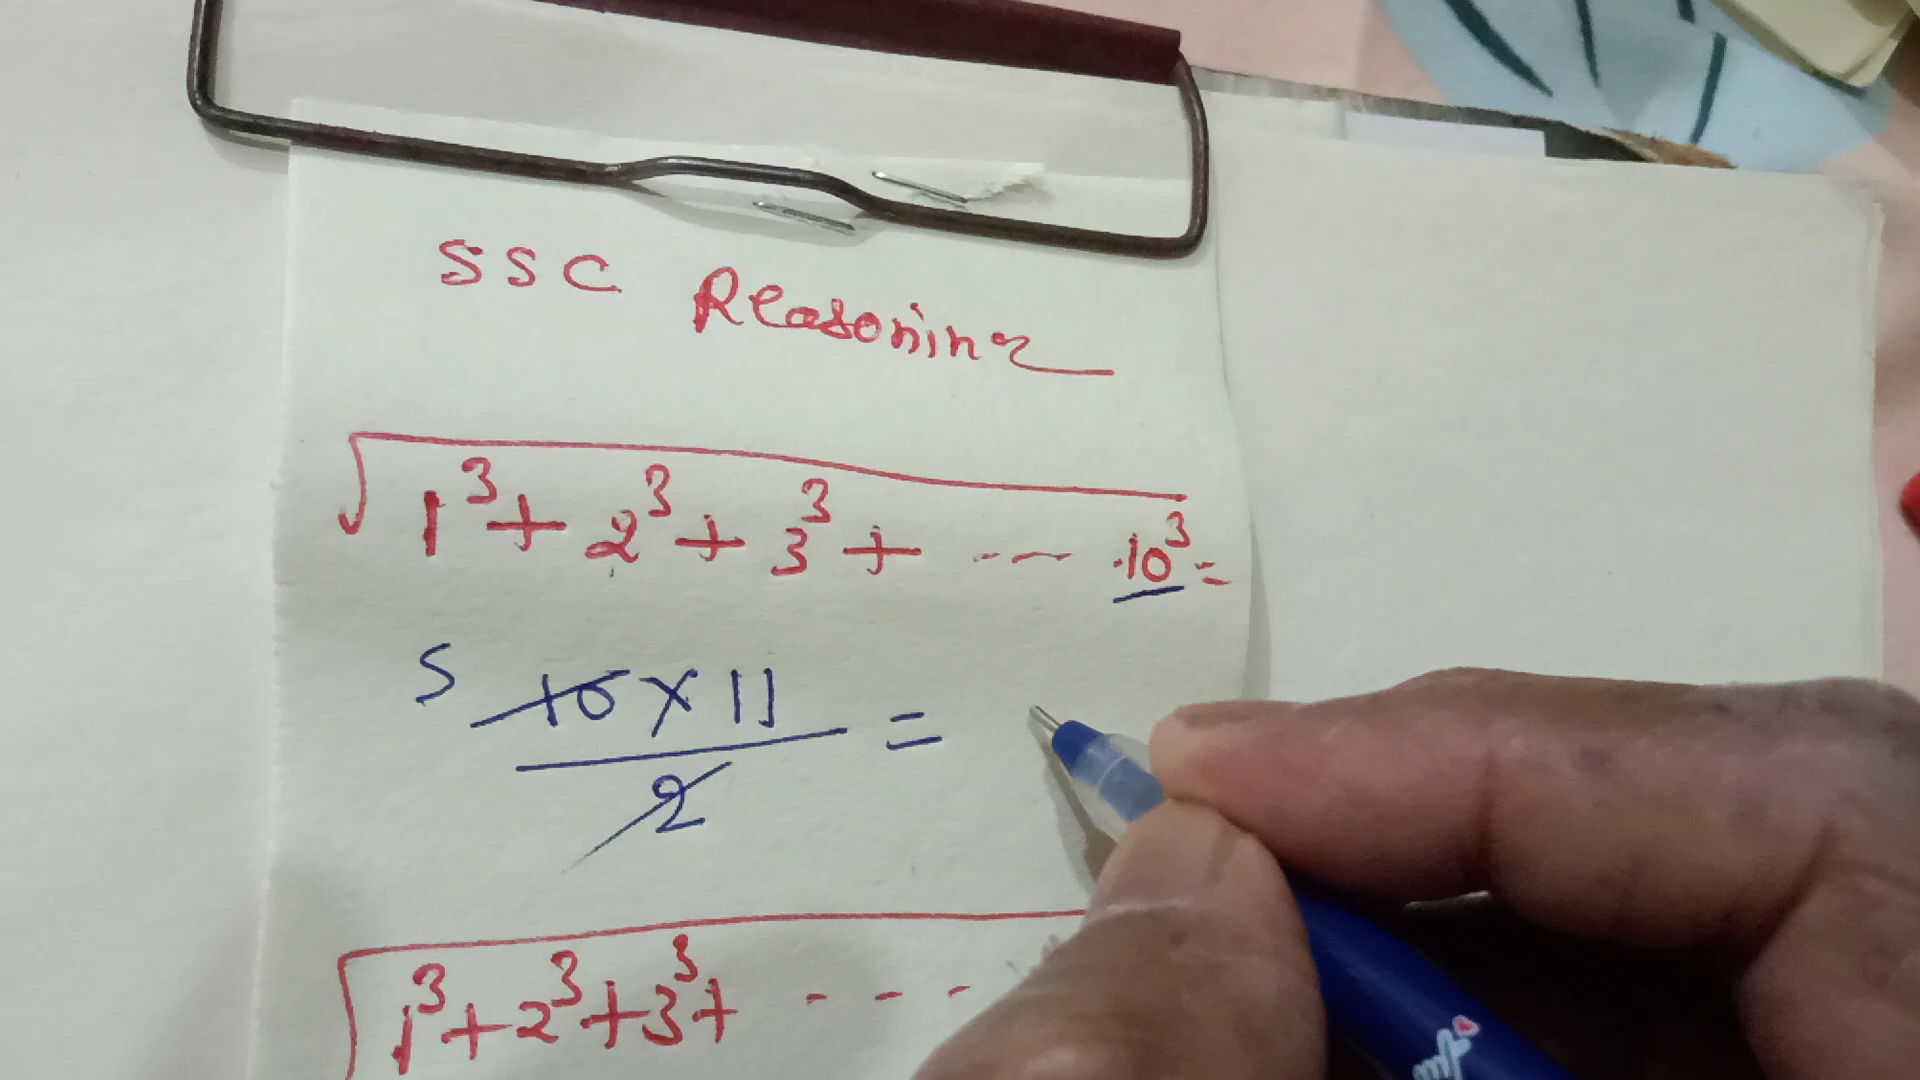 SSC Reasoning
√1³ + 2³ + 3³ + --- 10³ =
5 10 x 11 =
2
√1³ + 2³ + 3³ + - - -